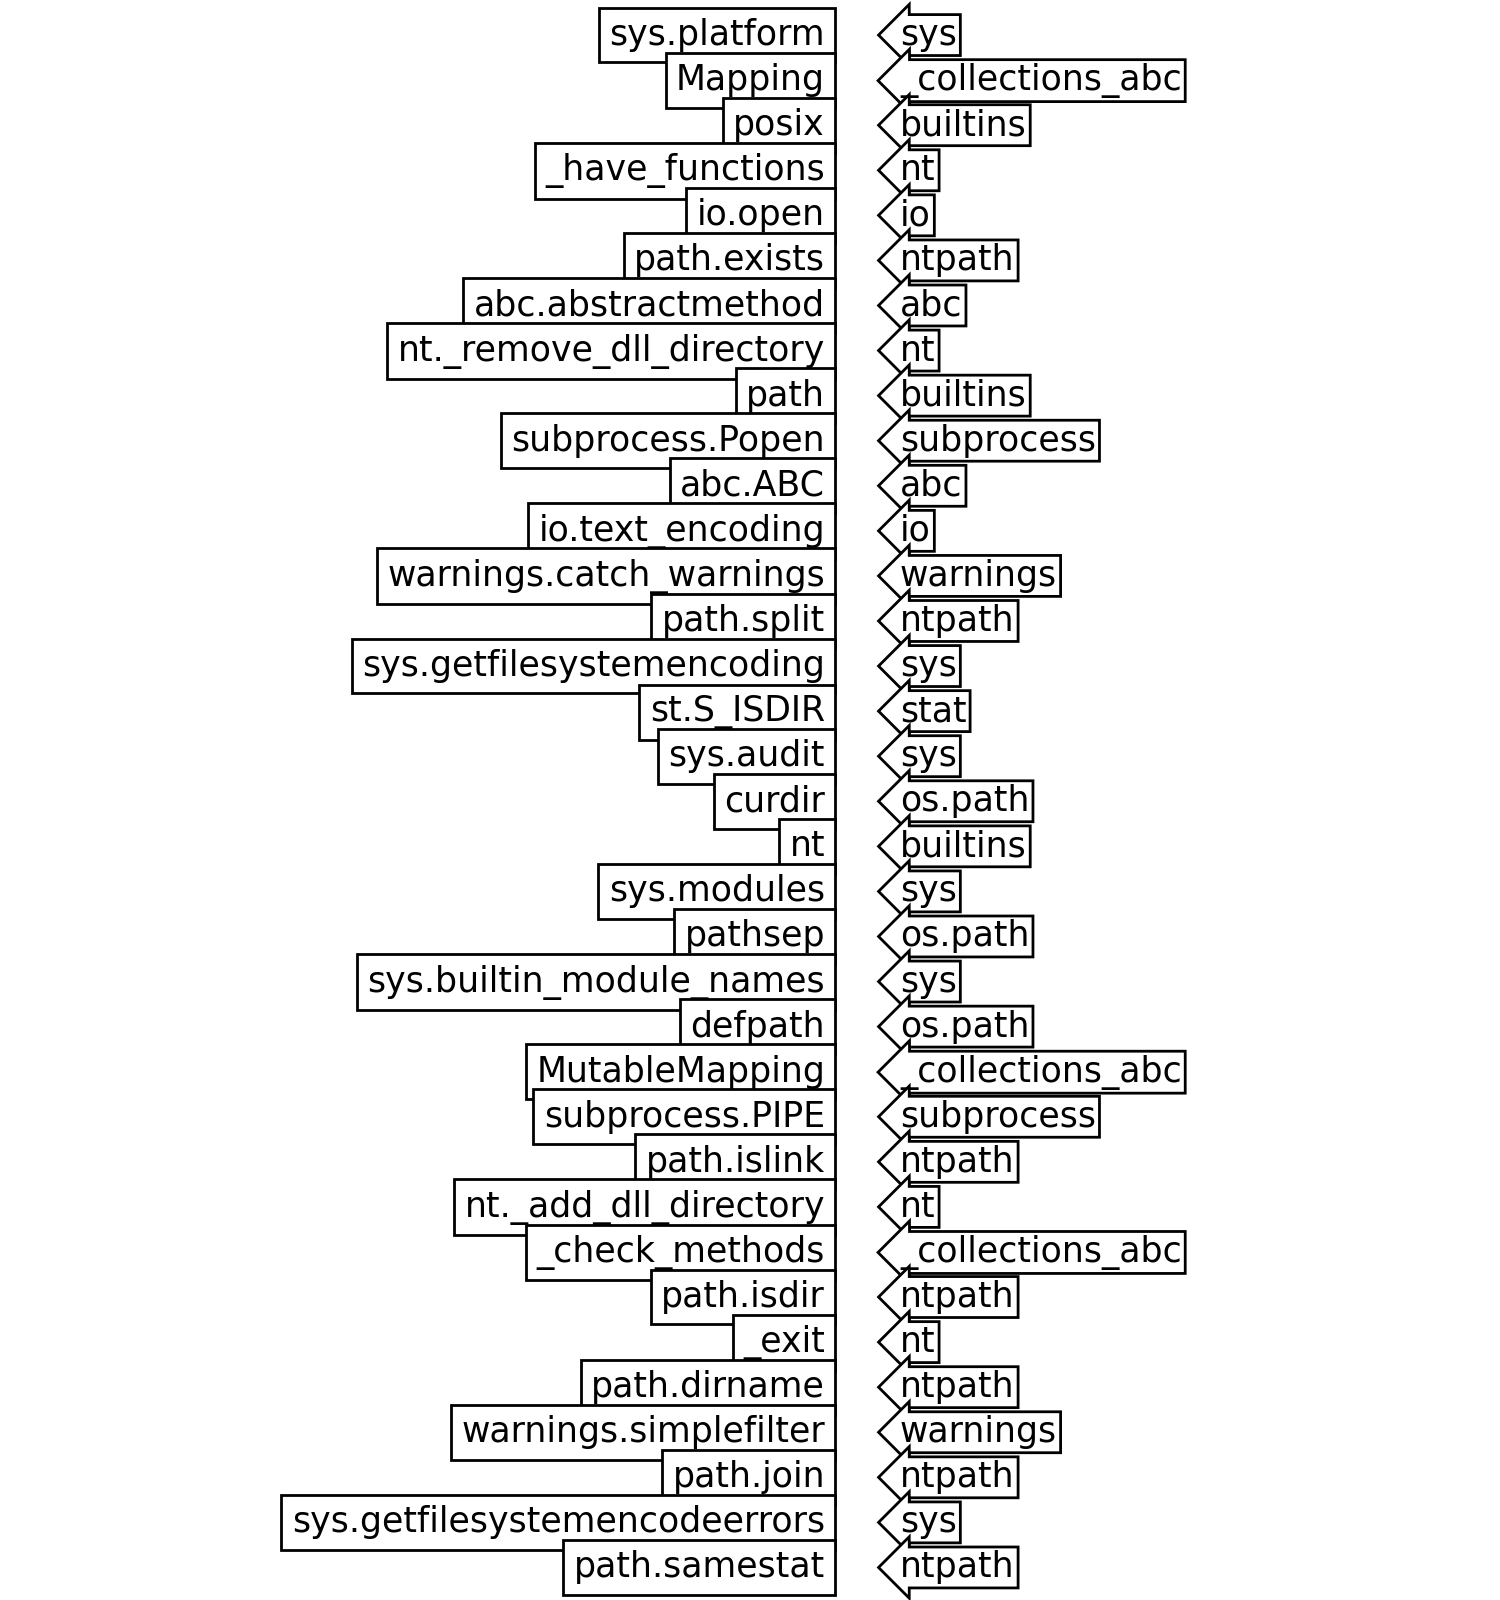 sys.platform sys
Mapping _collections_abc
posix builtins
_have_functions nt
io.open io
path.exists ntpath
abc.abstractmethod abc
nt._remove_dll_directory nt
path builtins
subprocess.Popen subprocess
abc.ABC abc
io.text_encoding io
warnings.catch_warnings warnings
path.split ntpath
sys.getfilesystemencoding sys
st.S_ISDIR stat
sys.audit sys
curdir os.path
nt builtins
sys.modules sys
pathsep os.path
sys.builtin_module_names sys
defpath os.path
MutableMapping _collections_abc
subprocess.PIPE subprocess
path.islink ntpath
nt._add_dll_directory nt
_check_methods _collections_abc
path.isdir ntpath
_exit nt
path.dirname ntpath
warnings.simplefilter warnings
path.join ntpath
sys.getfilesystemencodeerrors sys
path.samestat ntpath